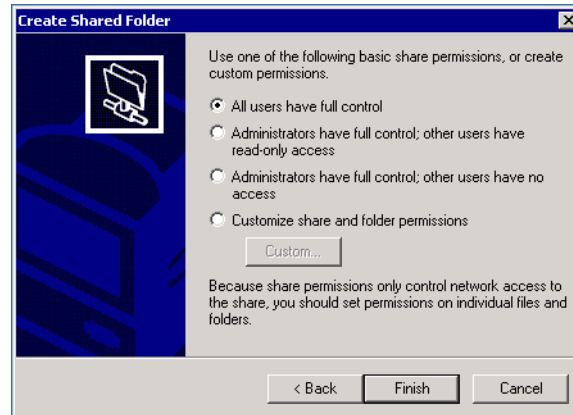 Create Shared Folder
Use one of the following basic share permissions, or create
custom permissions.
All users have full control
Administrators have full control; other users have
read-only access
Administrators have full control; other users have no
access
Customize share and folder permissions
Custom...
Because share permissions only control network access to
the share, you should set permissions on individual files and
folders.
< Back
Finish
Cancel